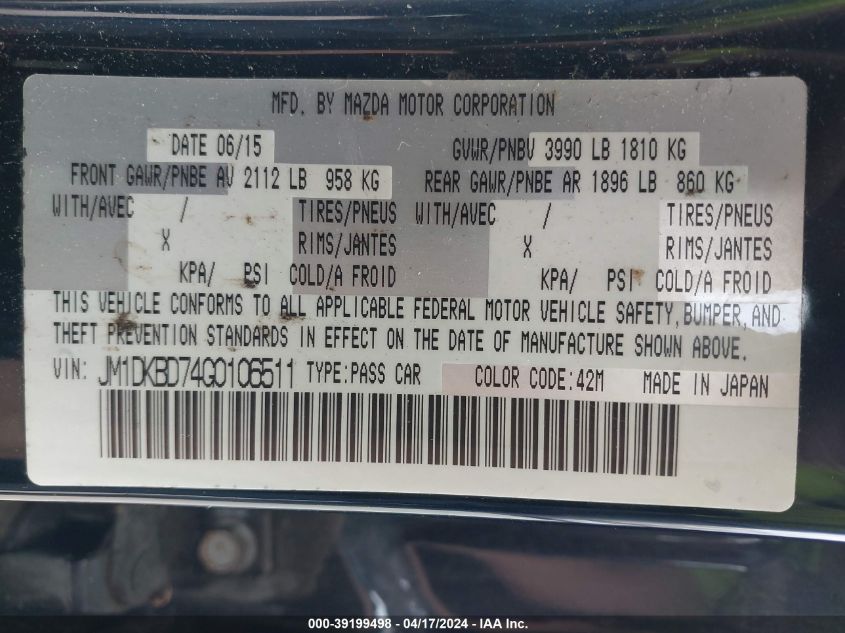 MFD. BY MAZDA MOTOR CORPORATION
DATE 06/15 GVWR/PNBV 3990 LB 1810 KG
FRONT GAWR/PNBE AV 2112 LB 958 KG REAR GAWR/PNBE AR 1896 LB 860 KG
WITH/AVEC / TIRES/PNEUS WITH/AVEC / TIRES/PNEUS
X RIMS/JANTES X RIMS/JANTES
KPA/ PSI COLD/A FROID KPA/ PSI COLD/A FROID
THIS VEHICLE CONFORMS TO ALL APPLICABLE FEDERAL MOTOR VEHICLE SAFETY, BUMPER, AND
THEFT PREVENTION STANDARDS IN EFFECT ON THE DATE OF MANUFACTURE SHOWN ABOVE.
VIN: JM1DKBD74G0106511 TYPE:PASS CAR COLOR CODE:42M MADE IN JAPAN
000-39199498 - 04/17/2024 - IAA Inc.